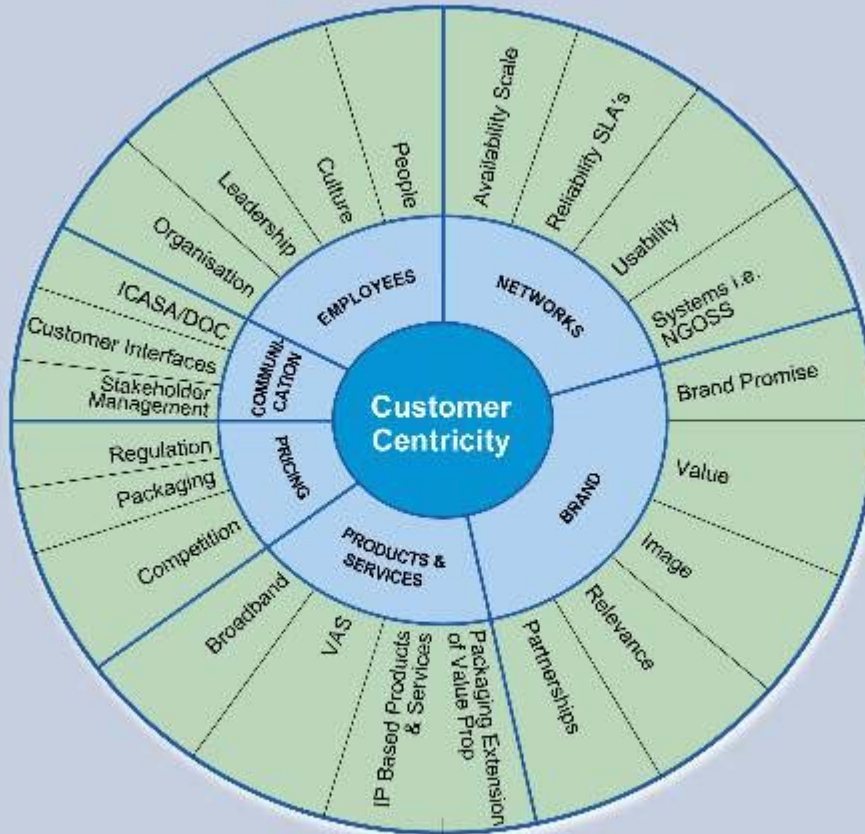 Customer
Centricity
NETWORKS
Availability Scale
Reliability SLA's
Usability
Systems i.e.
NGOSS
BRAND
Brand Promise
Value
Image
Relevance
Partnerships
PRODUCTS &
SERVICES
Packaging Extension
of Value Prop
IP Based Products
& Services
VAS
Broadband
PRICING
Competition
Packaging
Regulation
COMMUNI-
CATION
Stakeholder
Management
Customer Interfaces
ICASA/DOC
EMPLOYEES
Organisation
Leadership
Culture
People